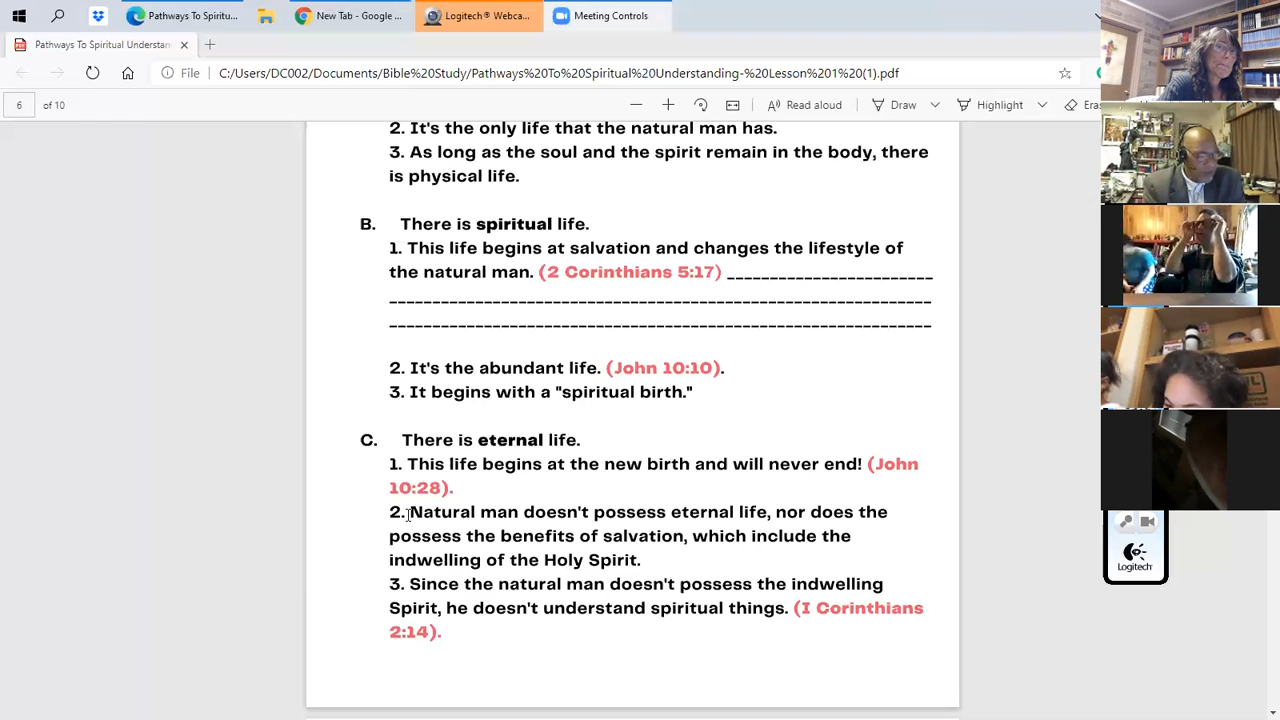 Pathways To Spiritu...
New Tab - Google ...
Logitech® Webca...
Meeting Controls
Pathways To Spiritual Understan
File
C:/Users/DC002/Documents/Bible%20Study/Pathways%20To%20Spiritual%20Understanding-%20Lesson%201%20(1).pdf
6 of 10
Read aloud
Draw
Highlight
Eras
2. It's the only life that the natural man has.
3. As long as the soul and the spirit remain in the body, there
is physical life.
B. There is spiritual life.
1. This life begins at salvation and changes the lifestyle of
the natural man. (2 Corinthians 5:17) ________________________
_______________________________________________________________
_______________________________________________________________
2. It's the abundant life. (John 10:10).
3. It begins with a "spiritual birth."
C. There is eternal life.
1. This life begins at the new birth and will never end! (John
10:28).
2. Natural man doesn't possess eternal life, nor does the
possess the benefits of salvation, which include the
indwelling of the Holy Spirit.
3. Since the natural man doesn't possess the indwelling
Spirit, he doesn't understand spiritual things. (I Corinthians
2:14).
Logitech